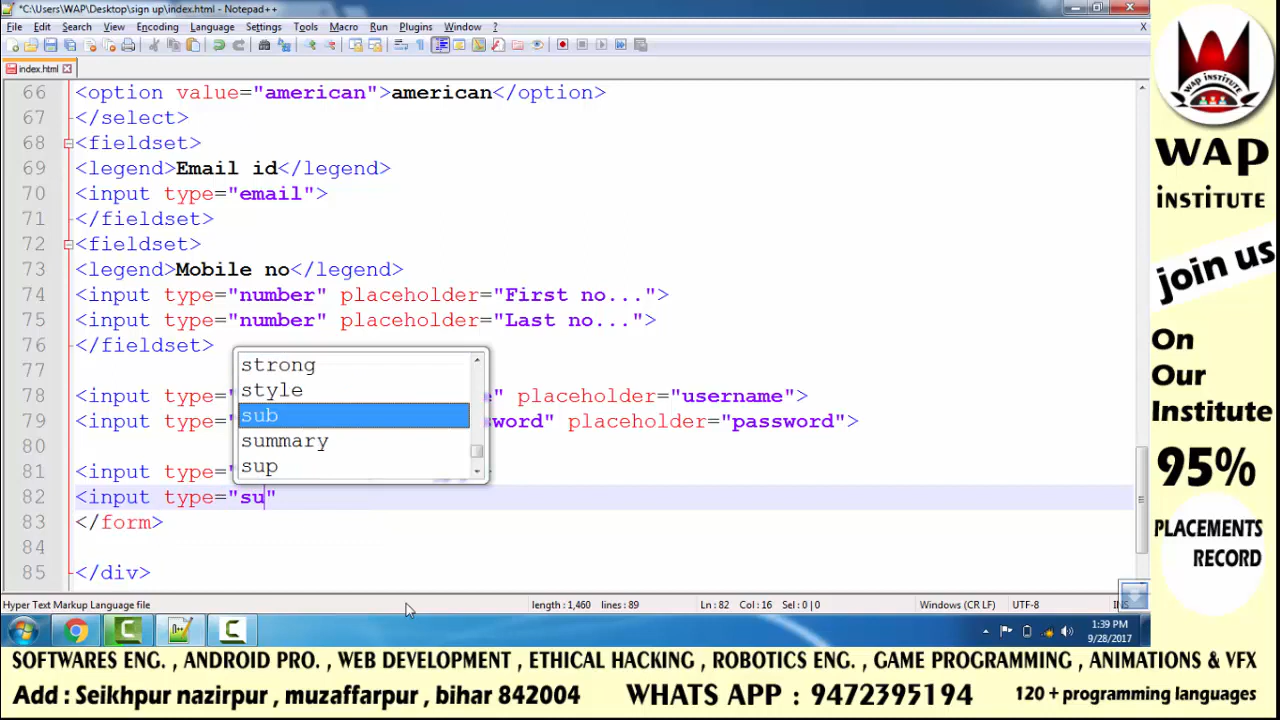 *C:\Users\WAP\Desktop\sign up\index.html - Notepad++
File Edit Search View Encoding Language Settings Tools Macro Run Plugins Window ? X
index.html
66 <option value="american">american</option>
67 </select>
68 <fieldset>
69 <legend>Email id</legend>
70 <input type="email">
71 </fieldset>
72 <fieldset>
73 <legend>Mobile no</legend>
74 <input type="number" placeholder="First no...">
75 <input type="number" placeholder="Last no...">
76 </fieldset>
77
78 <input type=" e" placeholder="username">
79 <input type=" sword" placeholder="password">
80
81 <input type="
82 <input type="su"
83 </form>
84
85 </div>
strong
style
sub
summary
sup
Hyper Text Markup Language file length : 1,460 lines : 89 Ln : 82 Col : 16 Sel : 0 | 0 Windows (CR LF) UTF-8 INS
1:39 PM
9/28/2017
WAP INSTITUTE
WAP
INSTITUTE
join us
On
Our
Institute
95%
PLACEMENTS
RECORD
SOFTWARES ENG. , ANDROID PRO. , WEB DEVELOPMENT , ETHICAL HACKING , ROBOTICS ENG. , GAME PROGRAMMING , ANIMATIONS & VFX
Add : Seikhpur nazirpur , muzaffarpur , bihar 842004 WHATS APP : 9472395194 120 + programming languages